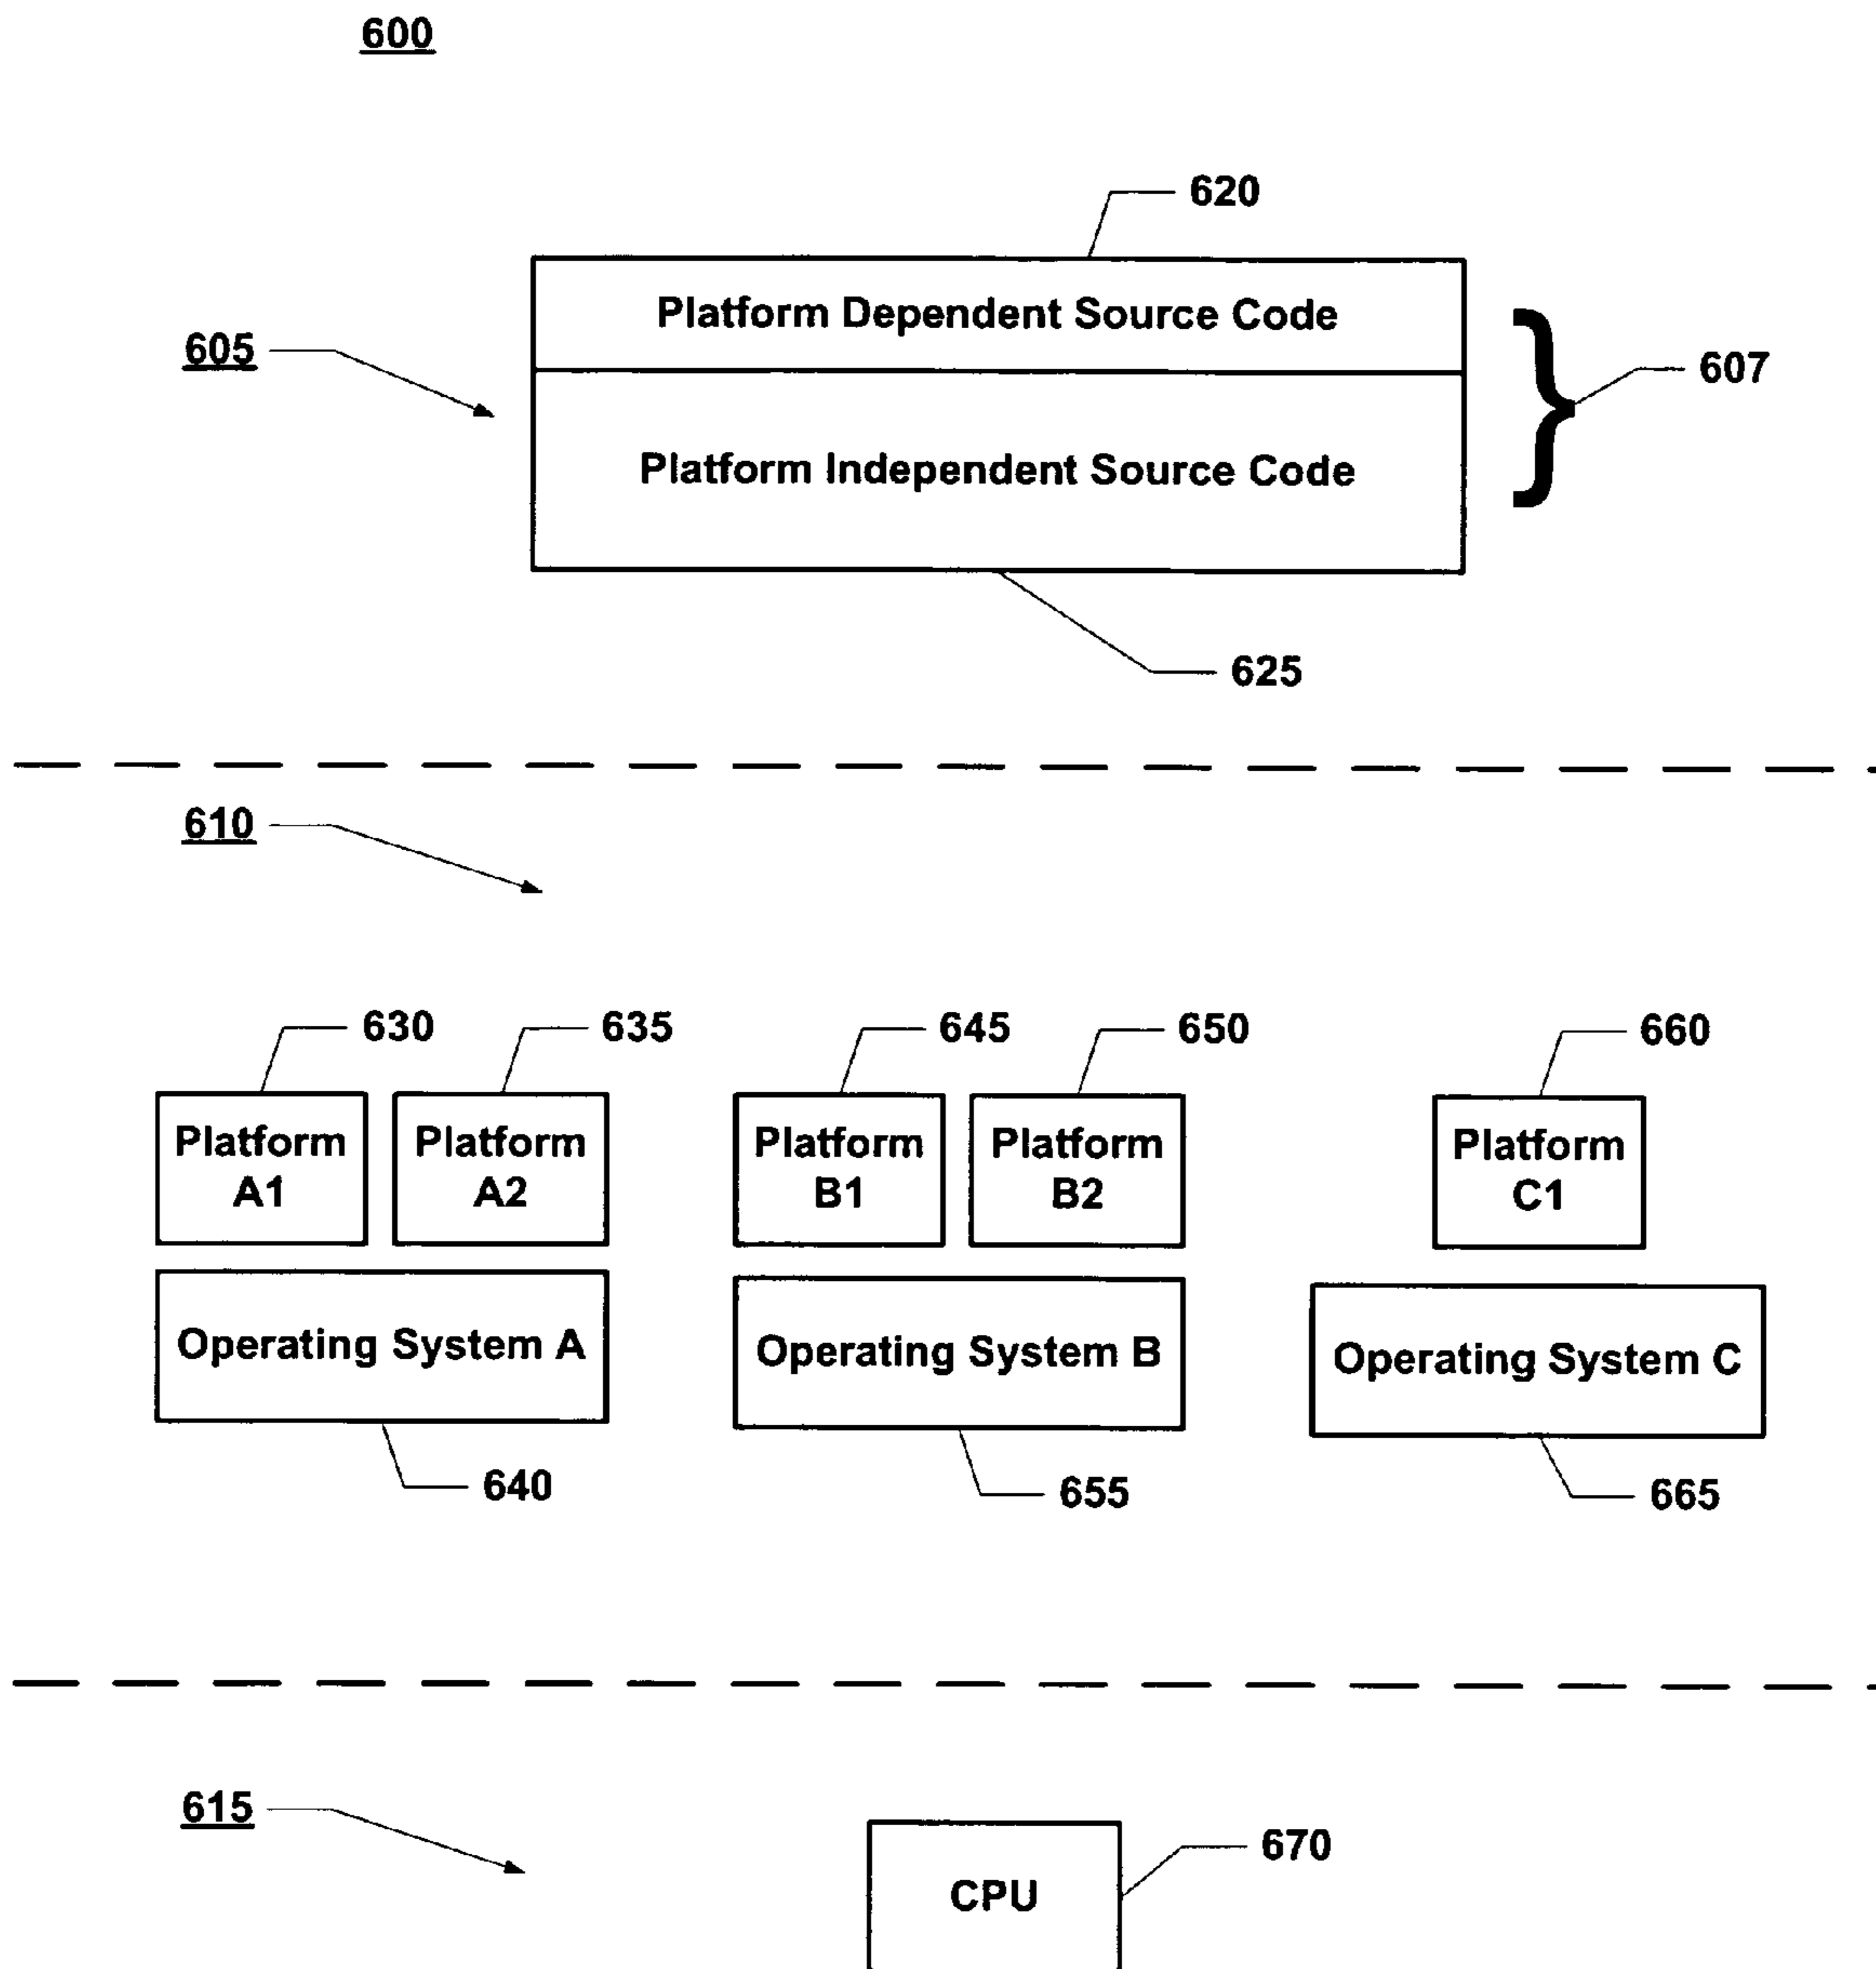 600
620
Platform Dependent Source Code
605
607
Platform Independent Source Code
625
610
630
635
645
650
660
Platform
A1
Platform
A2
Platform
B1
Platform
B2
Platform
C1
Operating System A
Operating System B
Operating System C
640
655
665
615
670
CPU